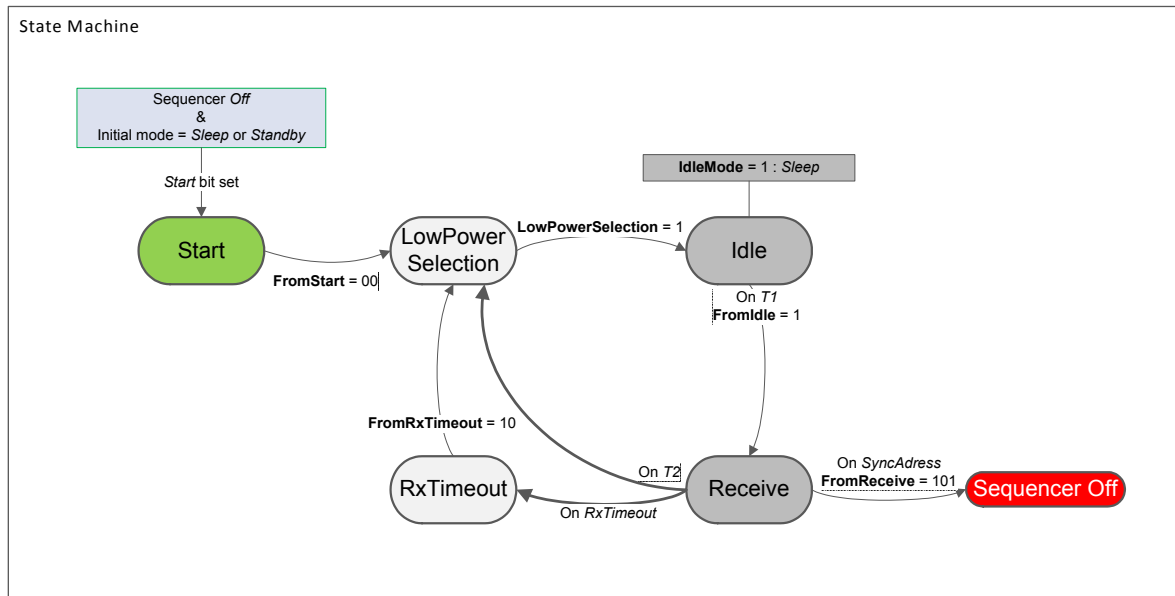 State Machine
Sequencer Off
&
Initial mode = Sleep or Standby
Start bit set
IdleMode = 1 : Sleep
Start
FromStart = 00
LowPower
Selection
LowPowerSelection = 1
Idle
On T1
FromIdle = 1
FromRxTimeout = 10
On T2
RxTimeout
On RxTimeout
Receive
On SyncAdress
FromReceive = 101
Sequencer Off